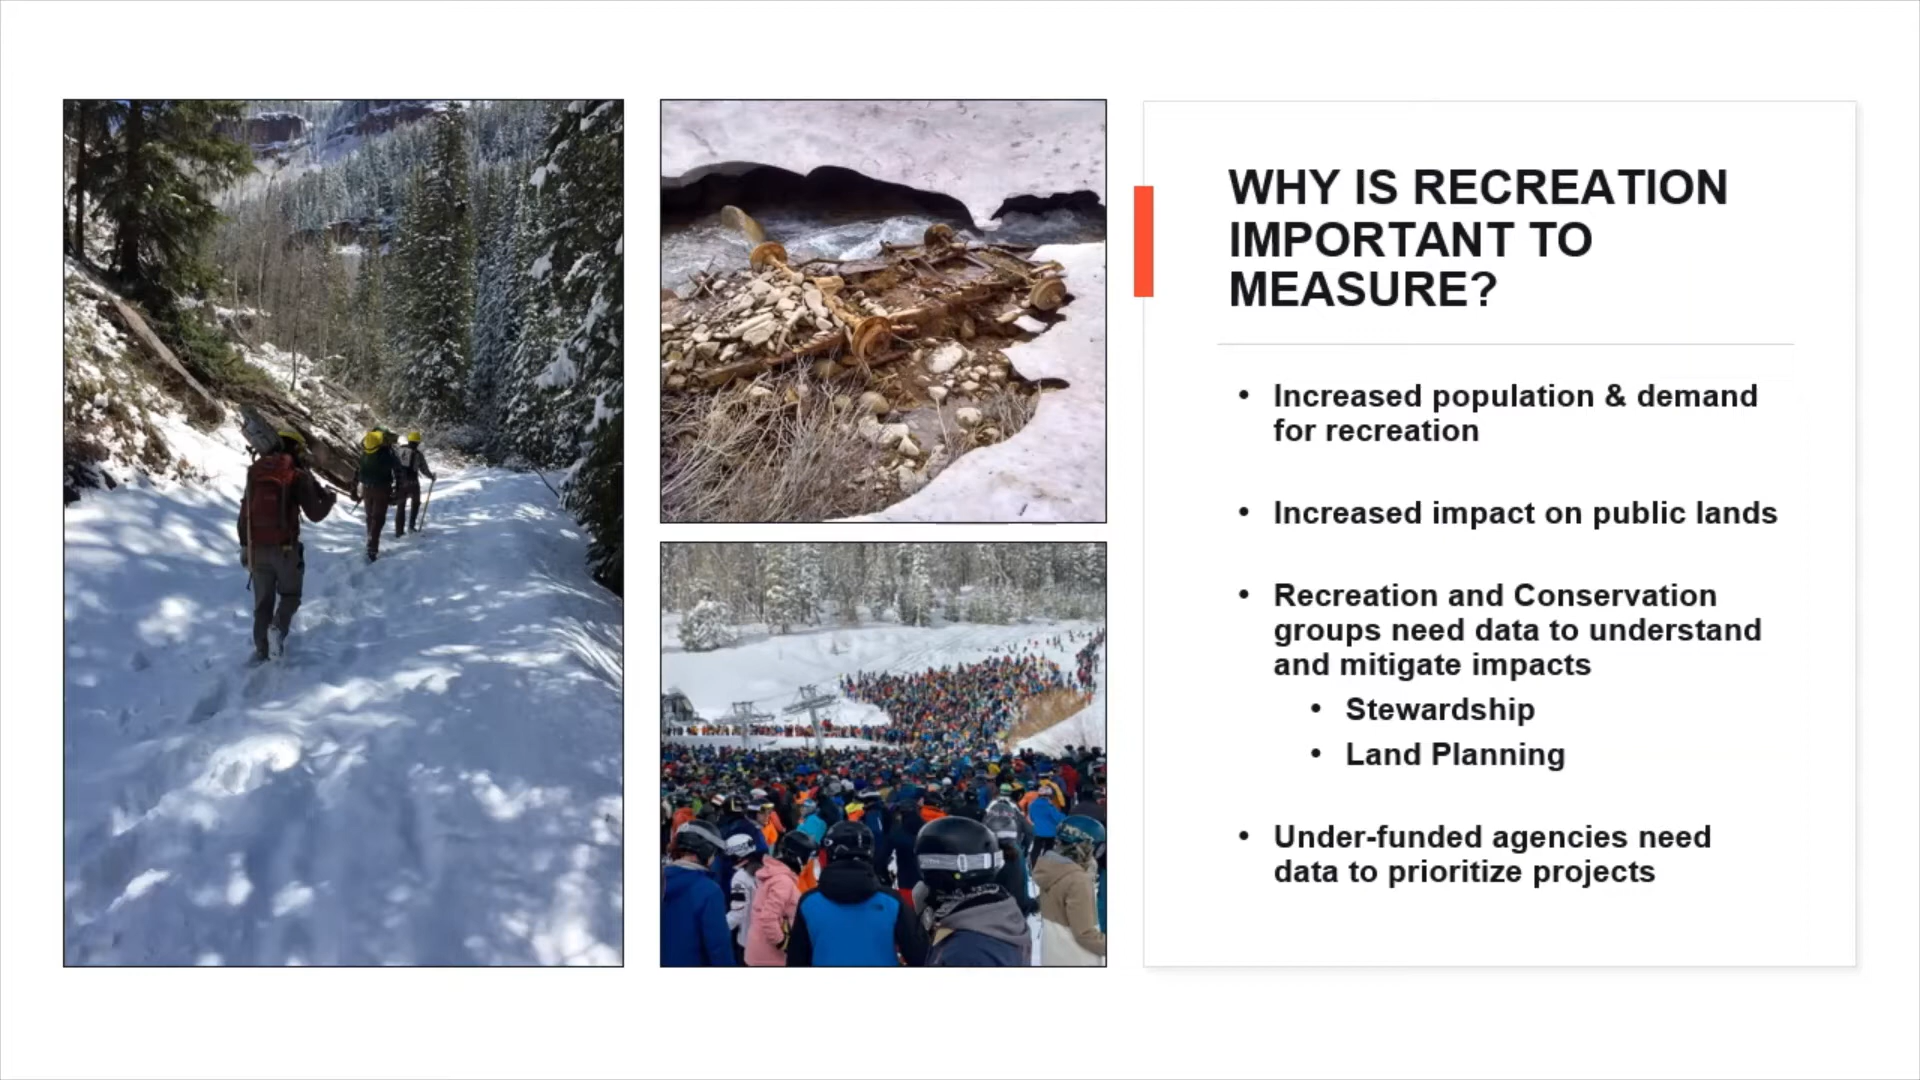 WHY IS RECREATION
IMPORTANT TO
MEASURE?
• Increased population & demand
for recreation
• Increased impact on public lands
• Recreation and Conservation
groups need data to understand
and mitigate impacts
• Stewardship
• Land Planning
• Under-funded agencies need
data to prioritize projects